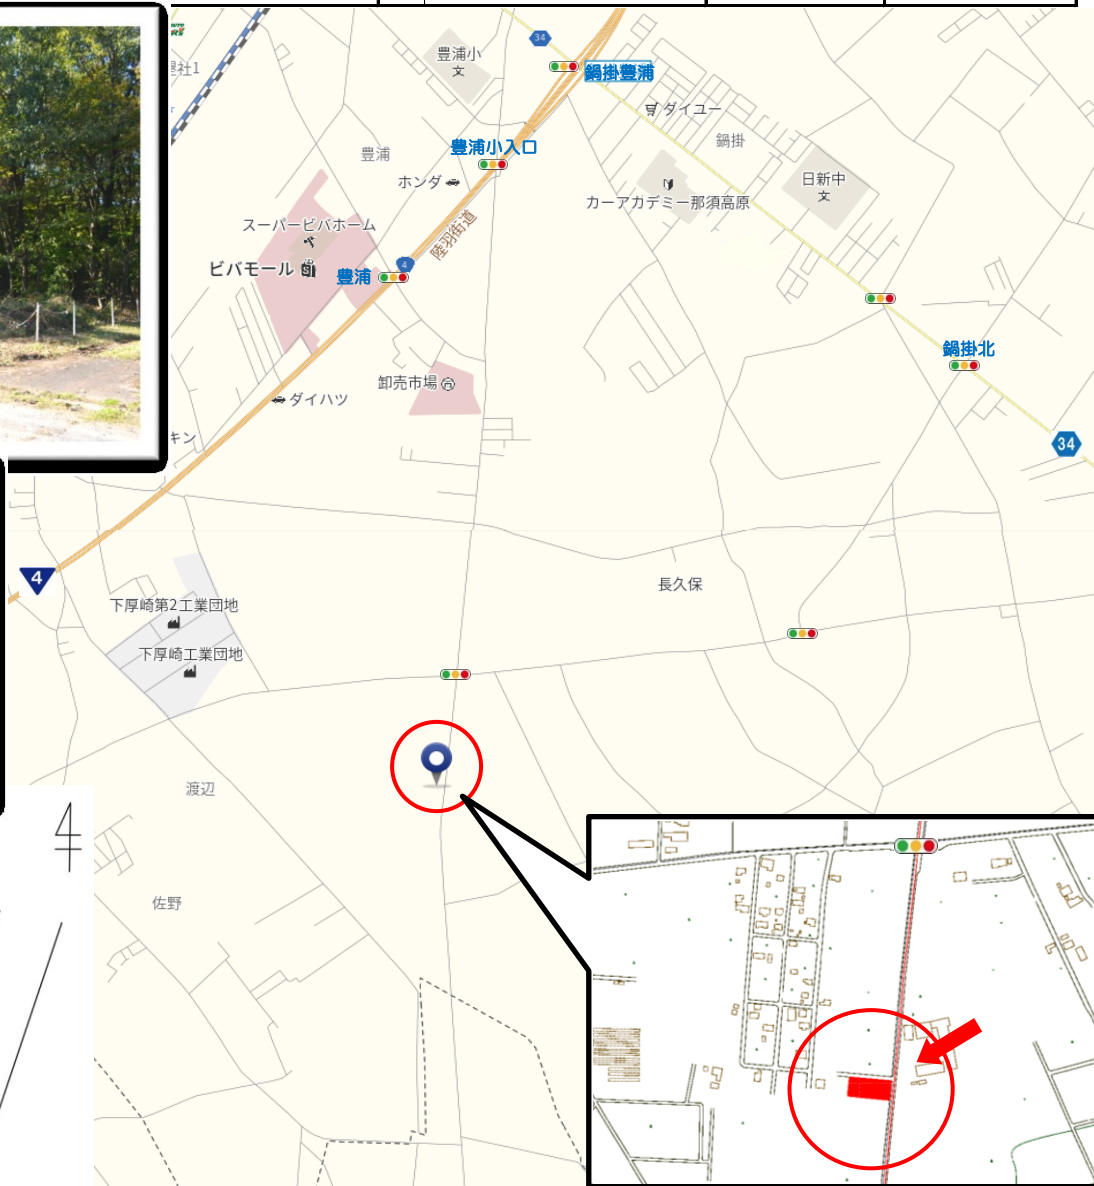 34
豊浦小
文
鍋掛豊浦
ダイユー
鍋掛
豊浦小入口
豊浦
ホンダ
日新中
文
カーアカデミー那須高原
陸羽街道
スーパービバホーム
ビバモール
豊浦
4
鍋掛北
卸売市場
ダイハツ
キン
34
4
長久保
下厚崎第2工業団地
下厚崎工業団地
渡辺
佐野